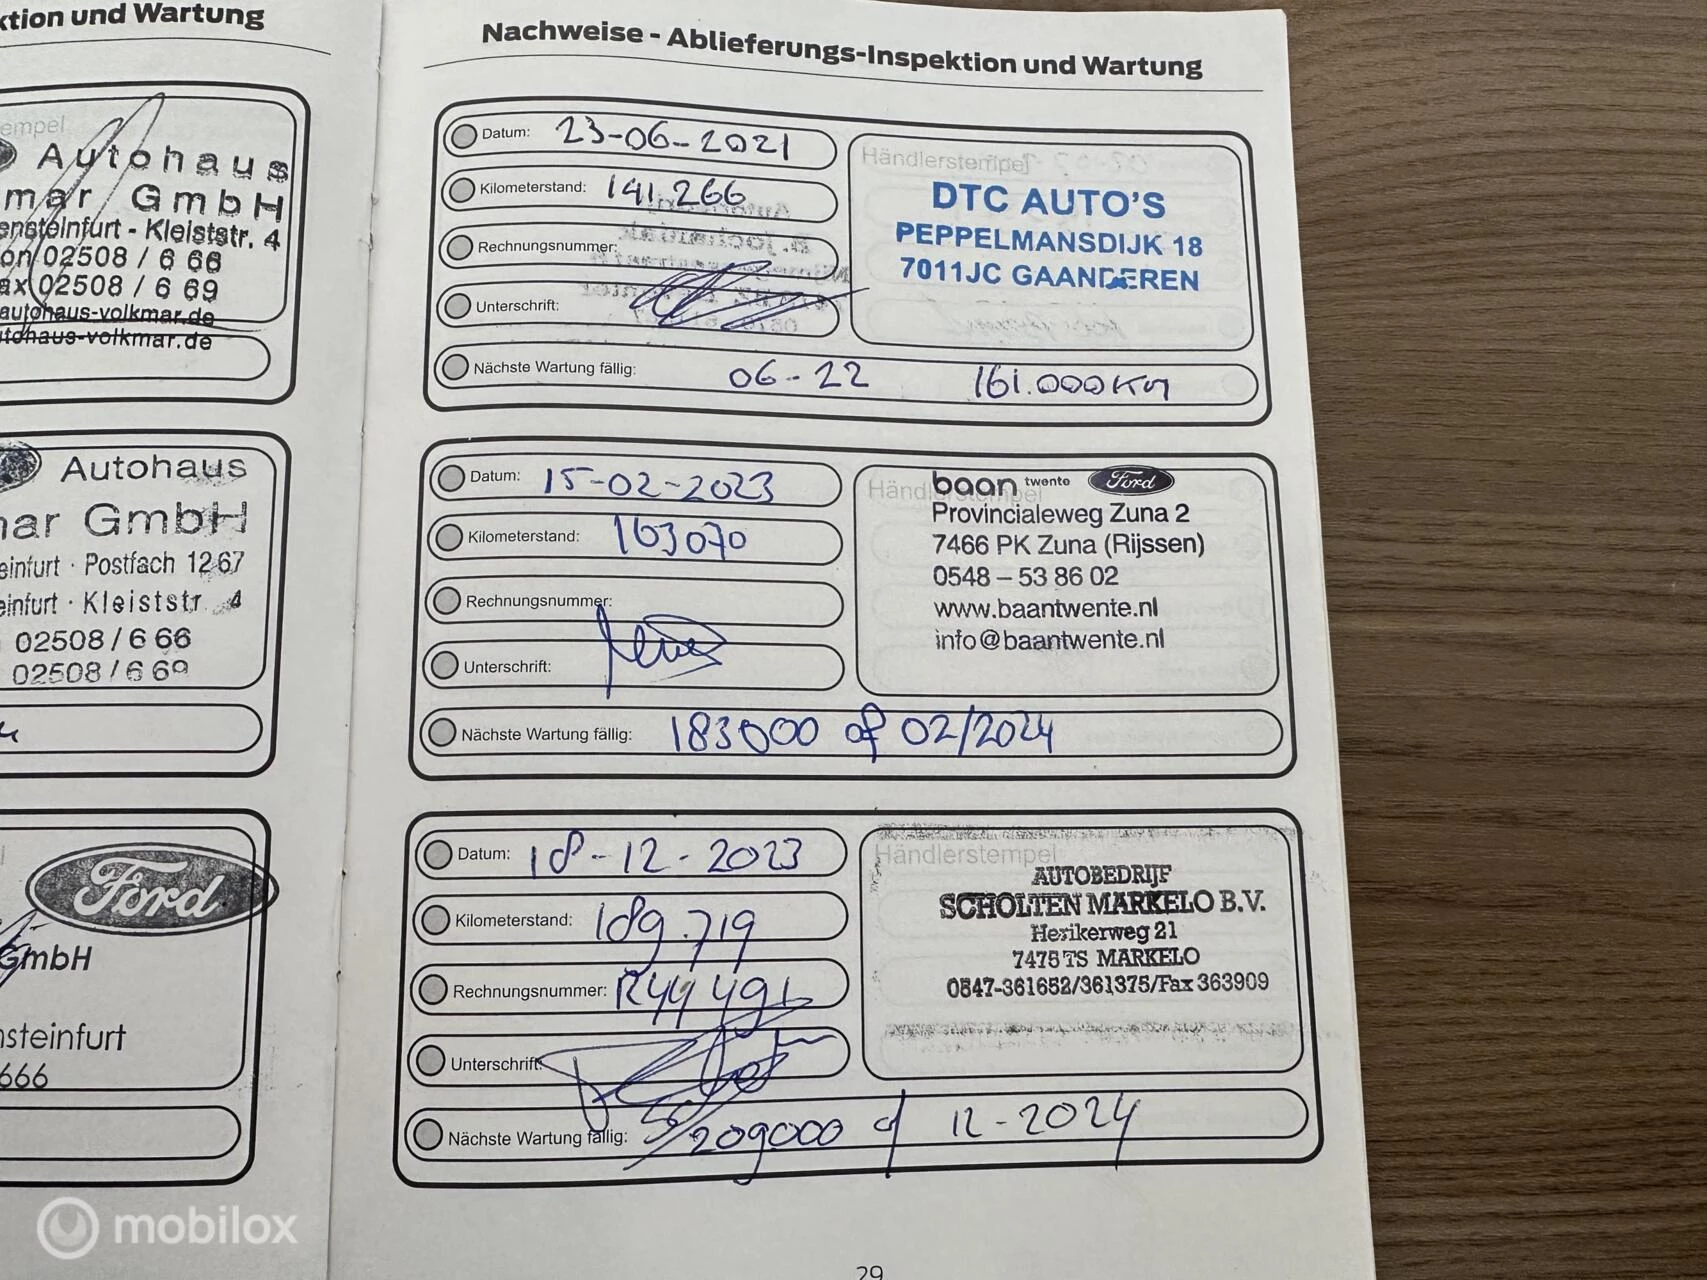 ktion und Wartung
empel
Autohaus
mar GmbH
ensteinfurt - Kleiststr. 4
on 02508 / 6 66
ax 02508 / 6 69
autohaus-volkmar.de
utohaus-volkmar.de
Autohaus
mar GmbH
einfurt · Postfach 12 67
einfurt · Kleiststr. 4
02508 / 6 66
02508 / 6 69
Ford
GmbH
nsteinfurt
666
Nachweise - Ablieferungs-Inspektion und Wartung
Datum: 23-06-2021
Kilometerstand: 141.266
Rechnungsnummer:
Unterschrift:
Händlerstempel
DTC AUTO'S
PEPPELMANSDIJK 18
7011JC GAANDEREN
Nächste Wartung fällig: 06-22 161.000KM
Datum: 15-02-2023
Kilometerstand: 163070
Rechnungsnummer:
Unterschrift:
Händlerstempel
baan twente Ford
Provincialeweg Zuna 2
7466 PK Zuna (Rijssen)
0548 – 53 86 02
www.baantwente.nl
info@baantwente.nl
Nächste Wartung fällig: 183000 of 02/2024
Datum: 18-12-2023
Kilometerstand: 189.719
Rechnungsnummer:
Unterschrift:
Händlerstempel
AUTOBEDRIJF
SCHOLTEN MARKELO B.V.
Herikerweg 21
7475 TS MARKELO
0547-361652/361375/Fax 363909
Nächste Wartung fällig: 209000 of 12-2024
29
mobilox